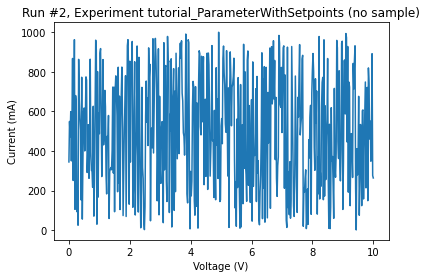 Run #2, Experiment tutorial_ParameterWithSetpoints (no sample)
1000
800
600
400
200
0
Current (mA)
0 2 4 6 8 10
Voltage (V)